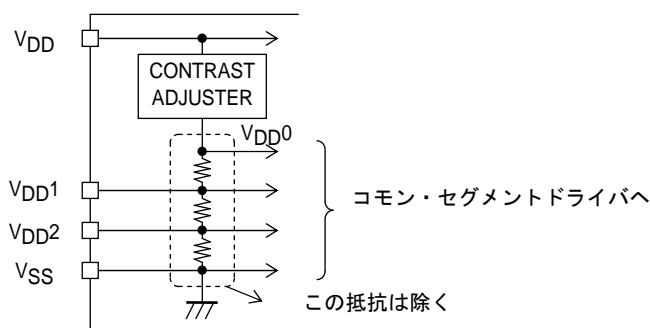 VDD
CONTRAST
ADJUSTER
VDD0
VDD1
VDD2
VSS
コモン・セグメントドライバへ
この抵抗は除く